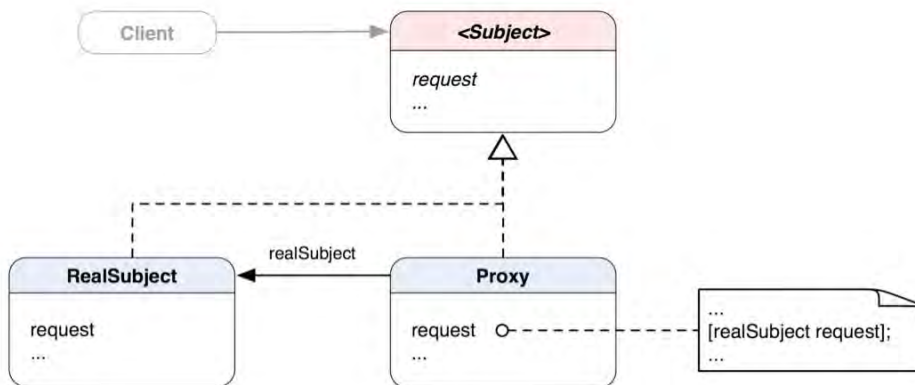 Client
<Subject>
request
...
realSubject
RealSubject
request
...
Proxy
request
...
...
[realSubject request];
...